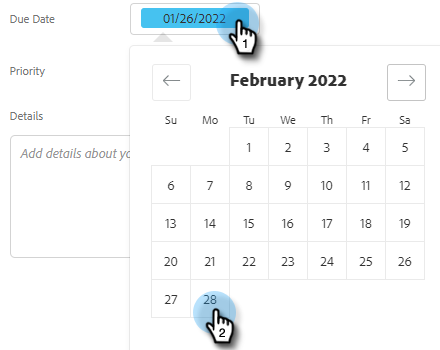 Due Date 01/26/2022
1
Priority
February 2022
Details
Su Mo Tu We Th Fr Sa
Add details about yo
1 2 3 4 5
6 7 8 9 10 11 12
13 14 15 16 17 18 19
20 21 22 23 24 25 26
27 28
2